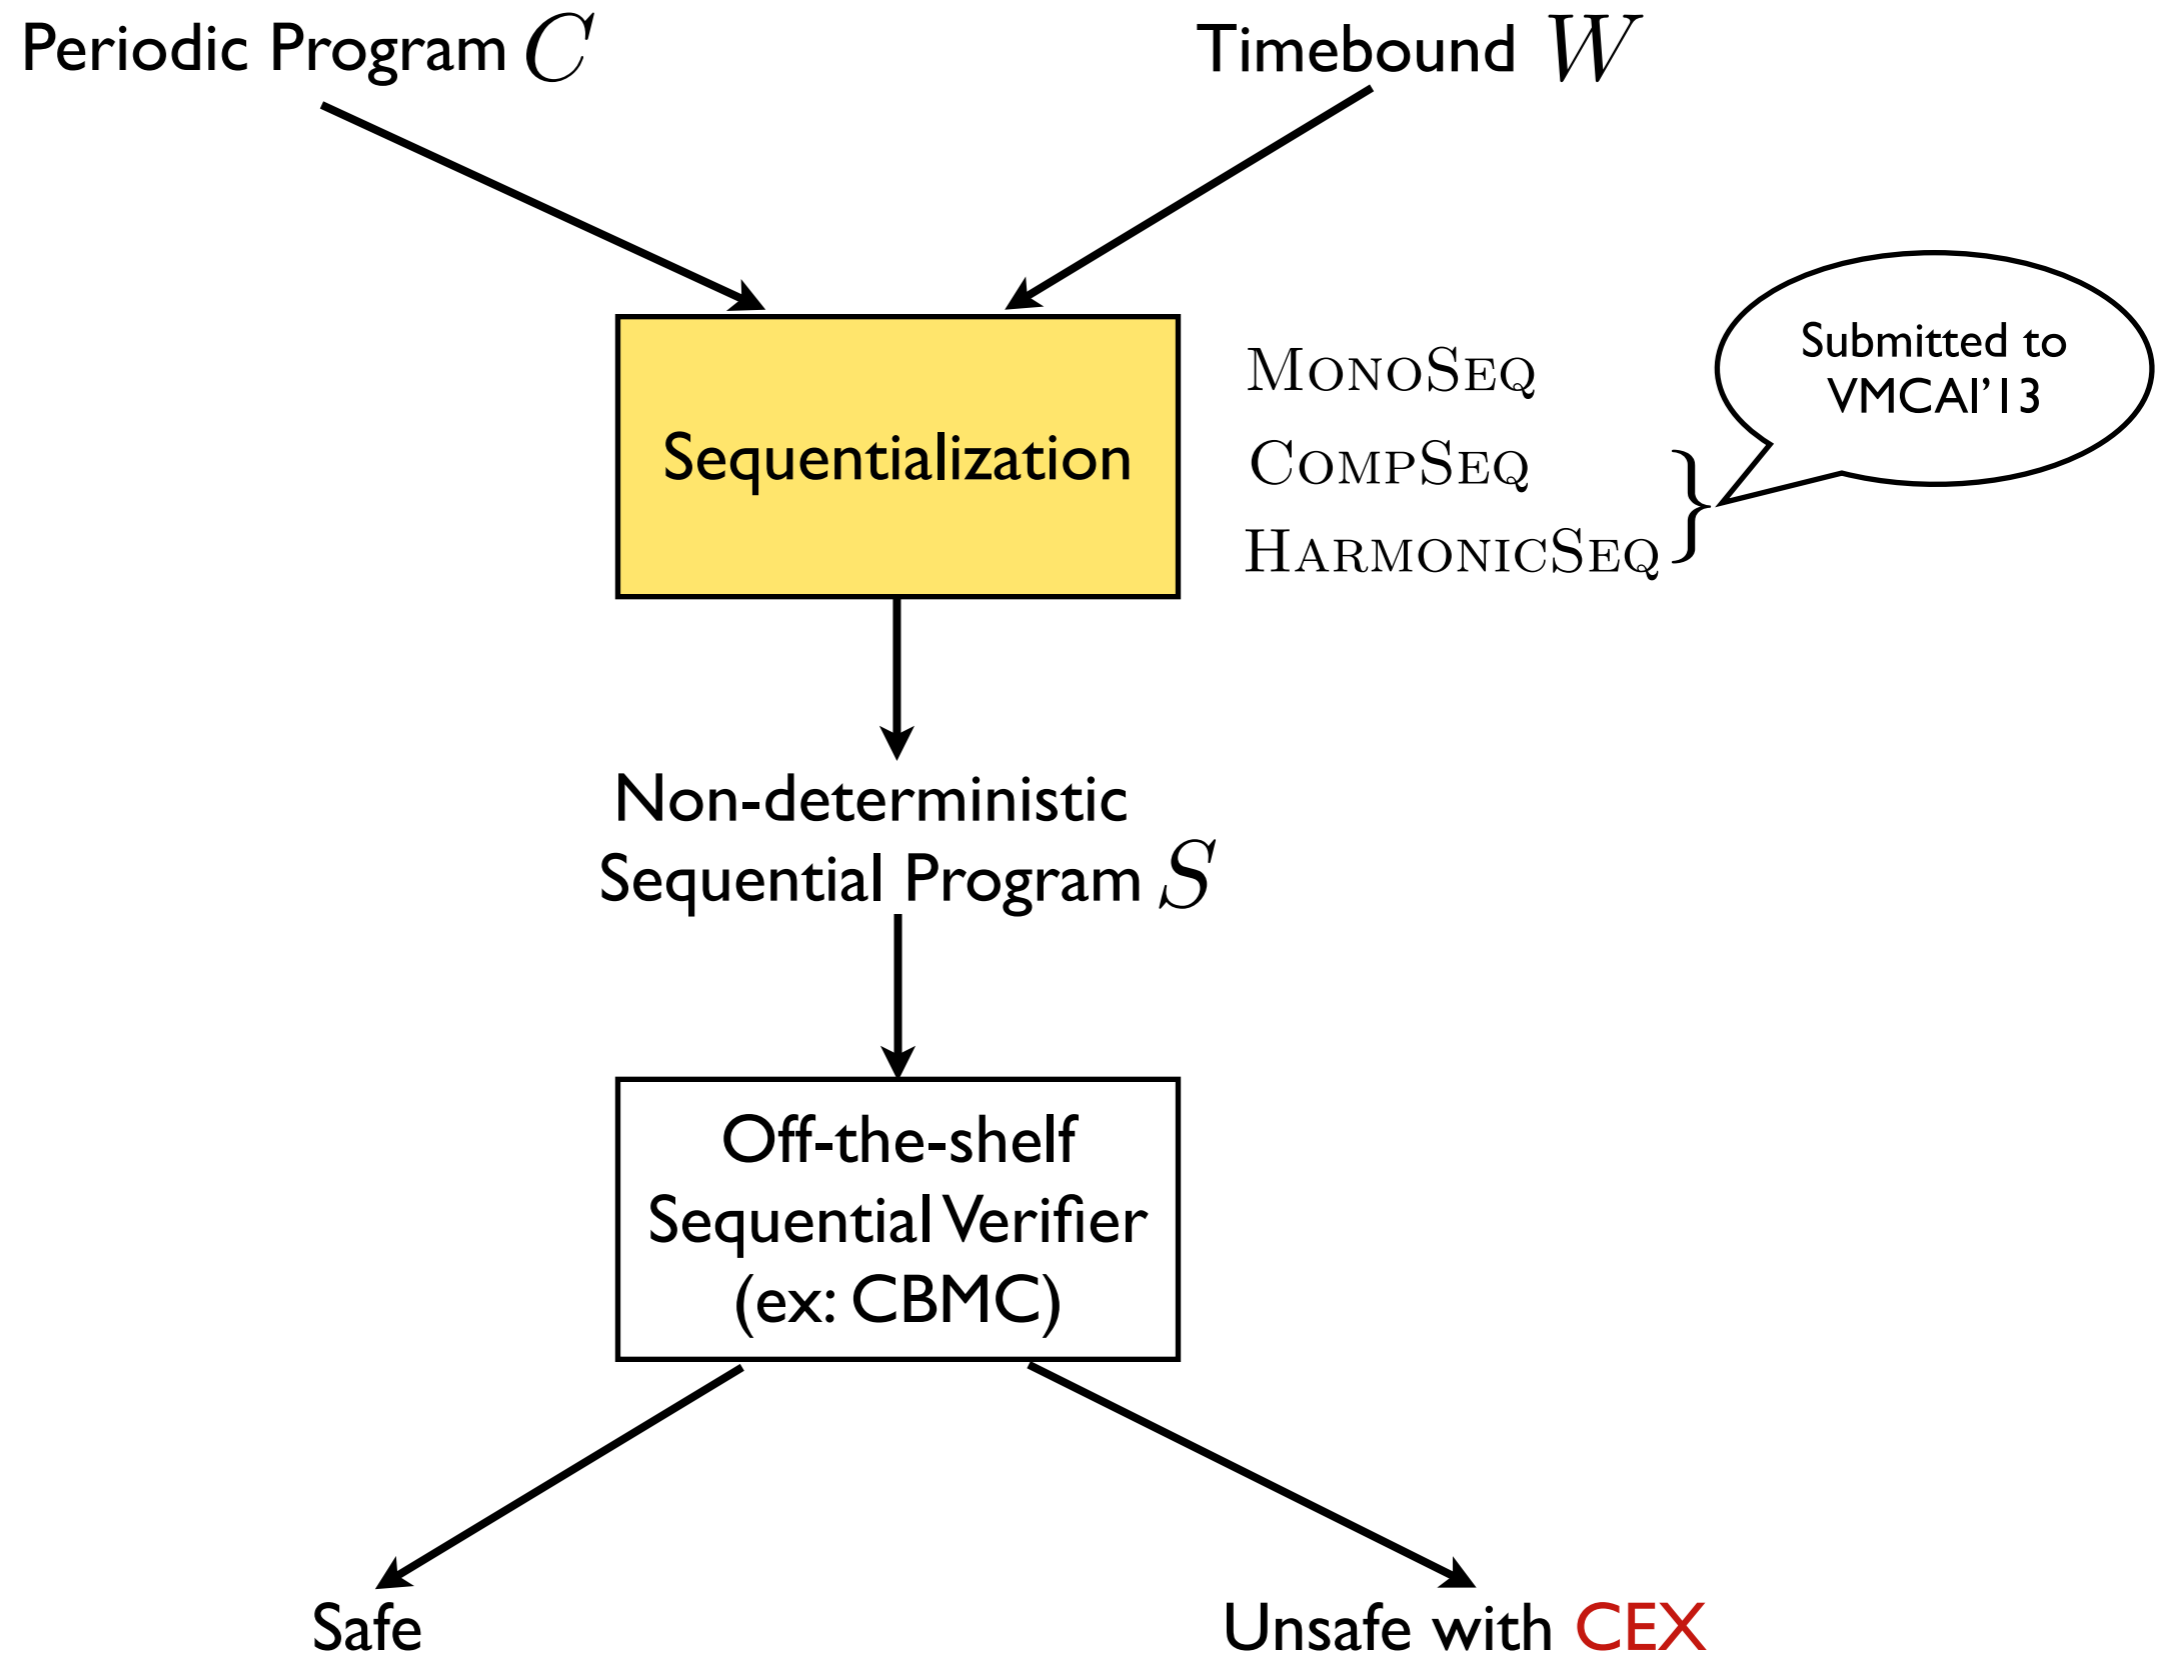 Periodic Program C
Timebound W
Sequentialization
MONOSEQ
COMPSEQ
HARMONICSEQ
}
Submitted to
VMCAI'13
Non-deterministic
Sequential Program S
Off-the-shelf
Sequential Verifier
(ex: CBMC)
Safe
Unsafe with CEX